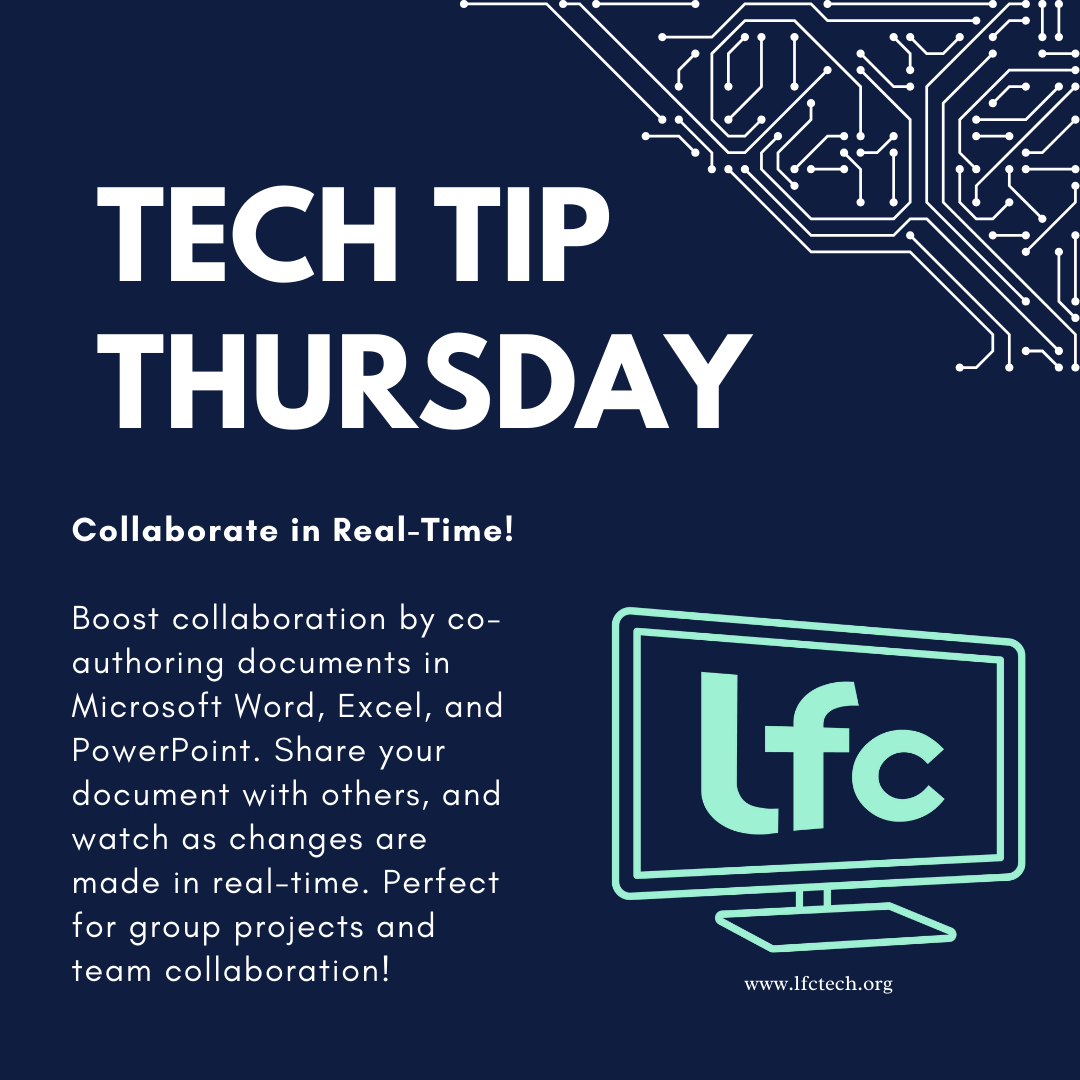 TECH TIP
THURSDAY
Collaborate in Real-Time!
Boost collaboration by co-
authoring documents in
Microsoft Word, Excel, and
PowerPoint. Share your
document with others, and
watch as changes are
made in real-time. Perfect
for group projects and
team collaboration!
lfc
www.lfctech.org